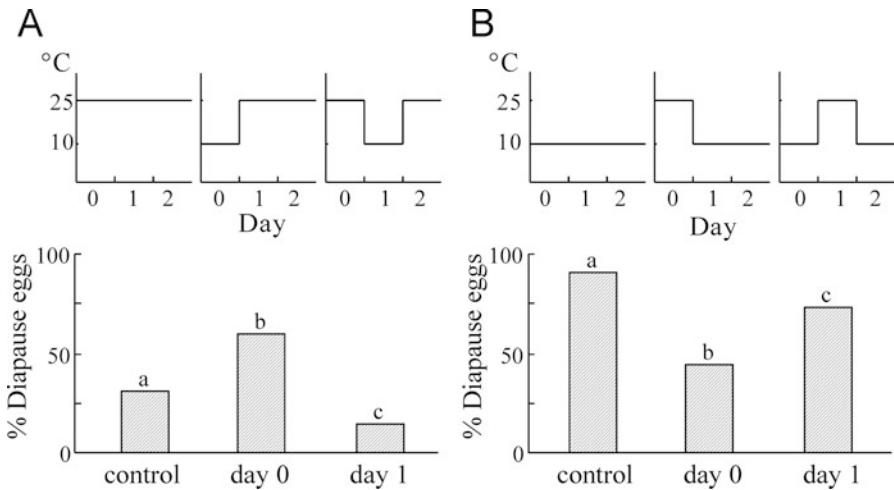 A
B
°C
25
10
0 1 2
0 1 2
0 1 2
Day
°C
25
10
0 1 2
0 1 2
0 1 2
Day
% Diapause eggs
100
50
0
a
b
c
control
day 0
day 1
% Diapause eggs
100
50
0
a
b
c
control
day 0
day 1